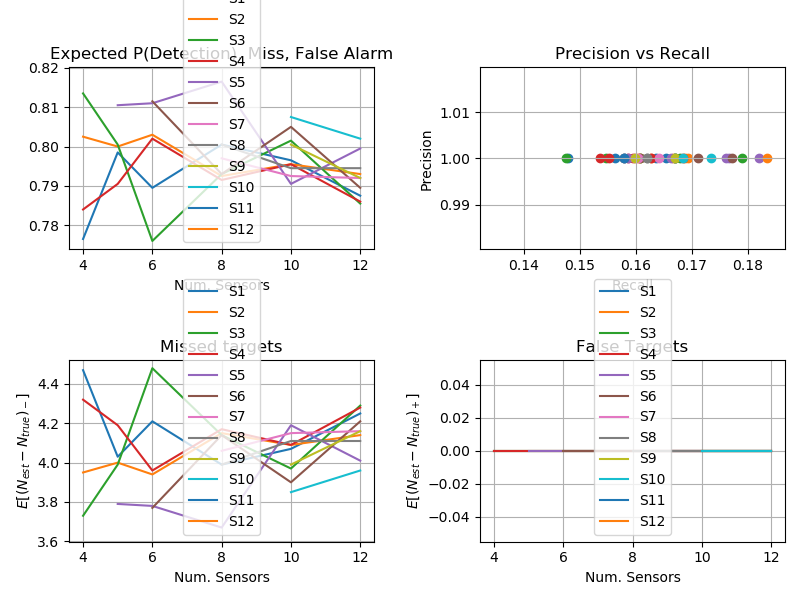 S1
S2
S3
S4
S5
S6
S7
S8
S9
S10
S11
S12
Expected P(Detection), Miss, False Alarm
0.82
0.81
0.80
0.79
0.78
4
6
8
10
12
Num. Sensors
Precision vs Recall
Precision
1.01
1.00
0.99
0.14
0.15
0.16
0.17
0.18
Recall
Missed targets
E[(N_est − N_true)_−]
4.4
4.2
4.0
3.8
3.6
4
6
8
10
12
Num. Sensors
S1
S2
S3
S4
S5
S6
S7
S8
S9
S10
S11
S12
False Targets
E[(N_est − N_true)_+]
0.04
0.02
0.00
−0.02
−0.04
4
6
8
10
12
Num. Sensors
S1
S2
S3
S4
S5
S6
S7
S8
S9
S10
S11
S12